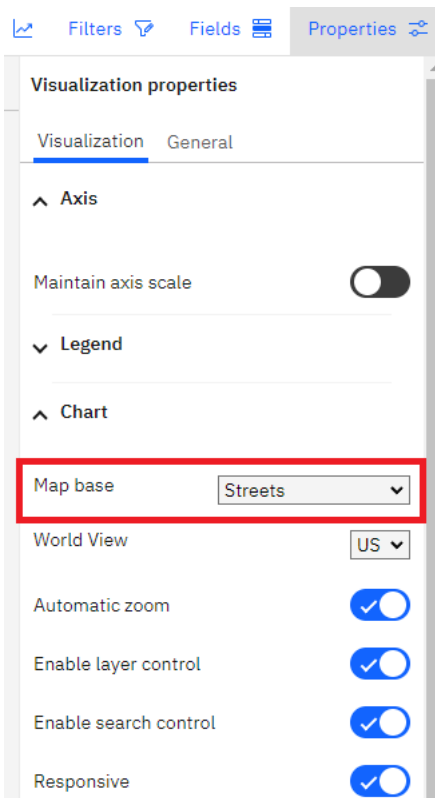 Filters Fields Properties
Visualization properties
Visualization General
Axis
Maintain axis scale
Legend
Chart
Map base Streets
World View US
Automatic zoom
Enable layer control
Enable search control
Responsive